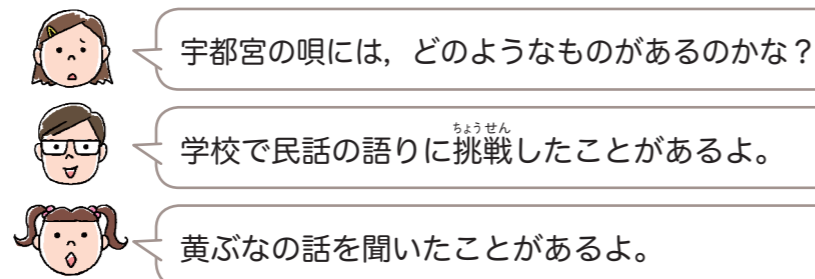 宇都宮の唄には，どのようなものがあるのかな？
ちょうせん
学校で民話の語りに挑戦したことがあるよ。
黄ぶなの話を聞いたことがあるよ。